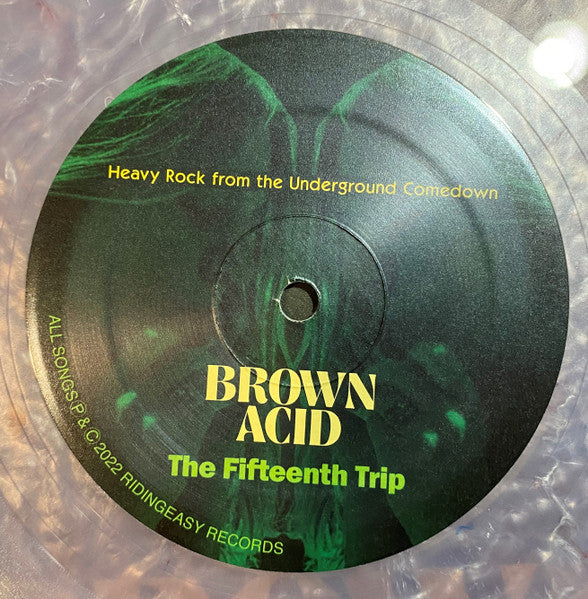 Heavy Rock from the Underground Comedown
BROWN
ACID
The Fifteenth Trip
ALL SONGS P & C 2022 RIDINGEASY RECORDS